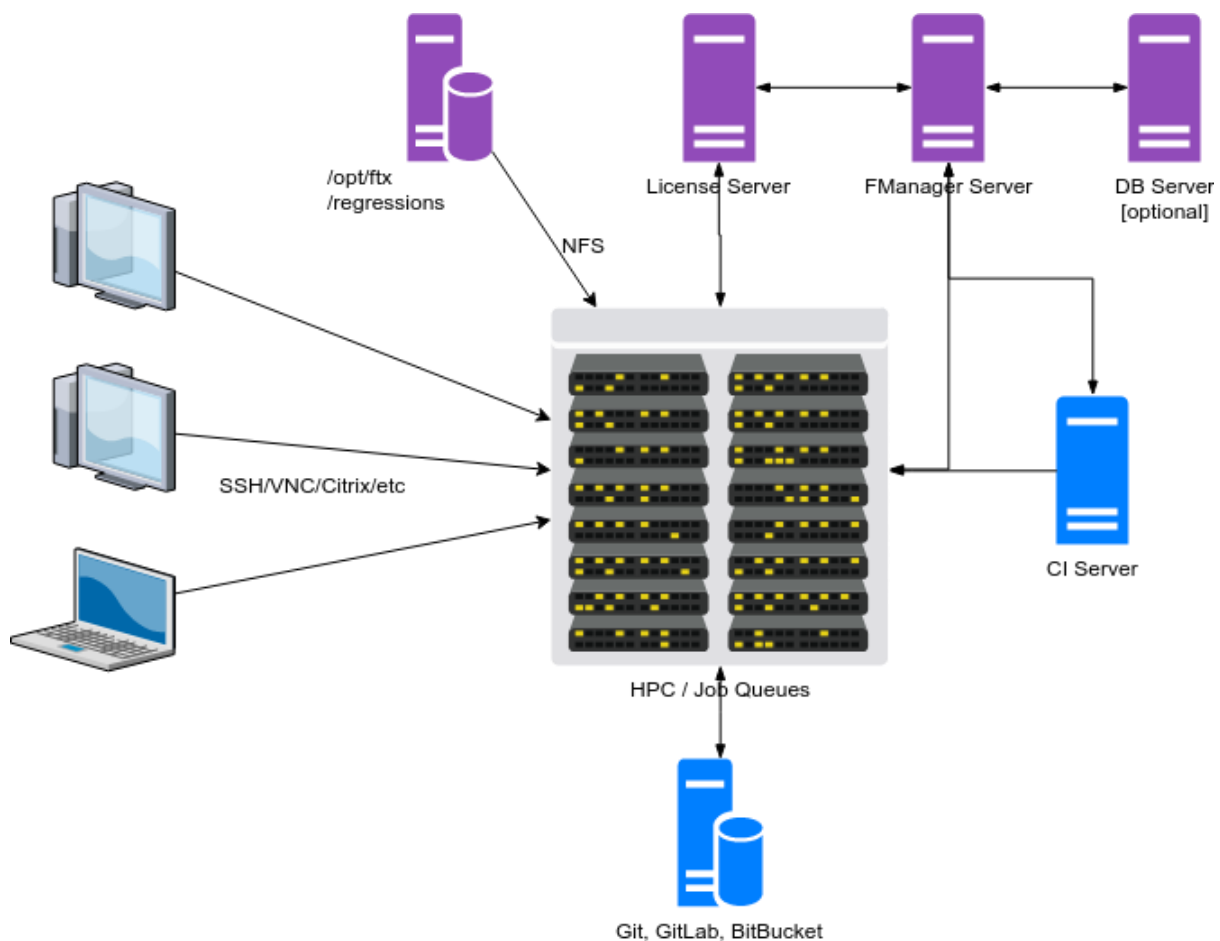 /opt/ftx
/regressions
License Server
FManager Server
DB Server
[optional]
NFS
SSH/VNC/Citrix/etc
CI Server
HPC / Job Queues
Git, GitLab, BitBucket